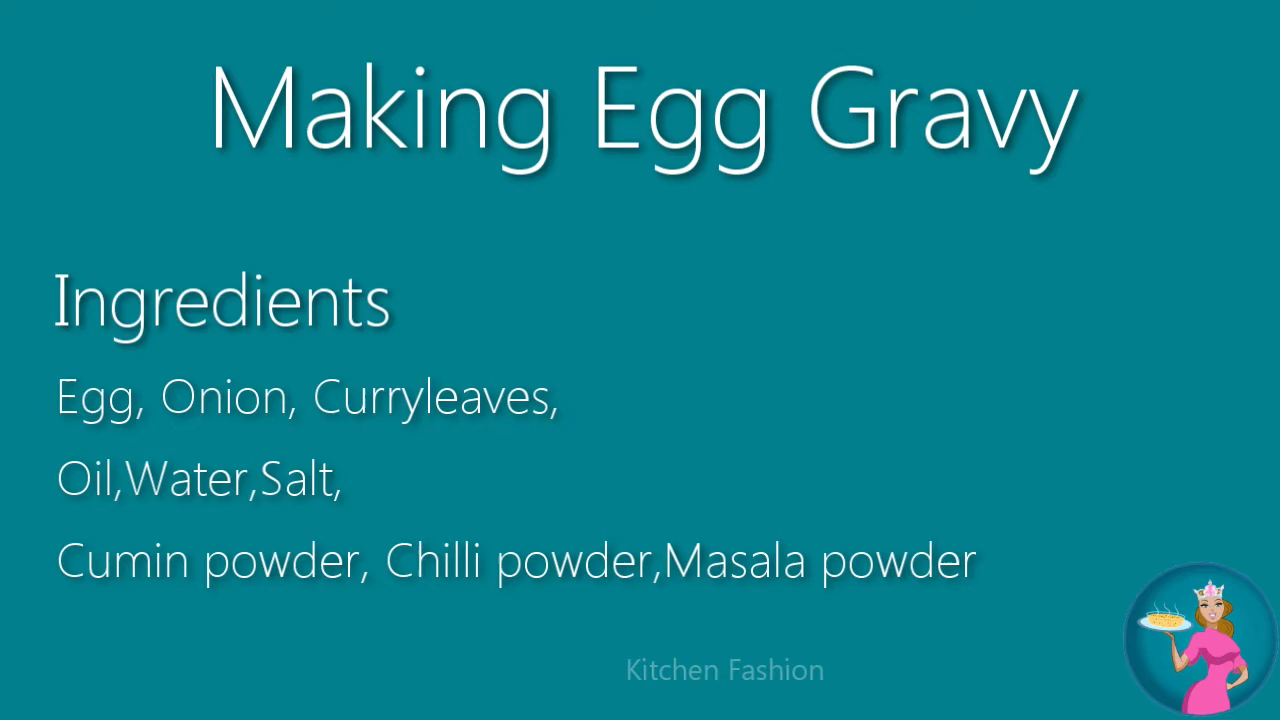 Making Egg Gravy
Ingredients
Egg, Onion, Curryleaves,
Oil,Water,Salt,
Cumin powder, Chilli powder,Masala powder
Kitchen Fashion